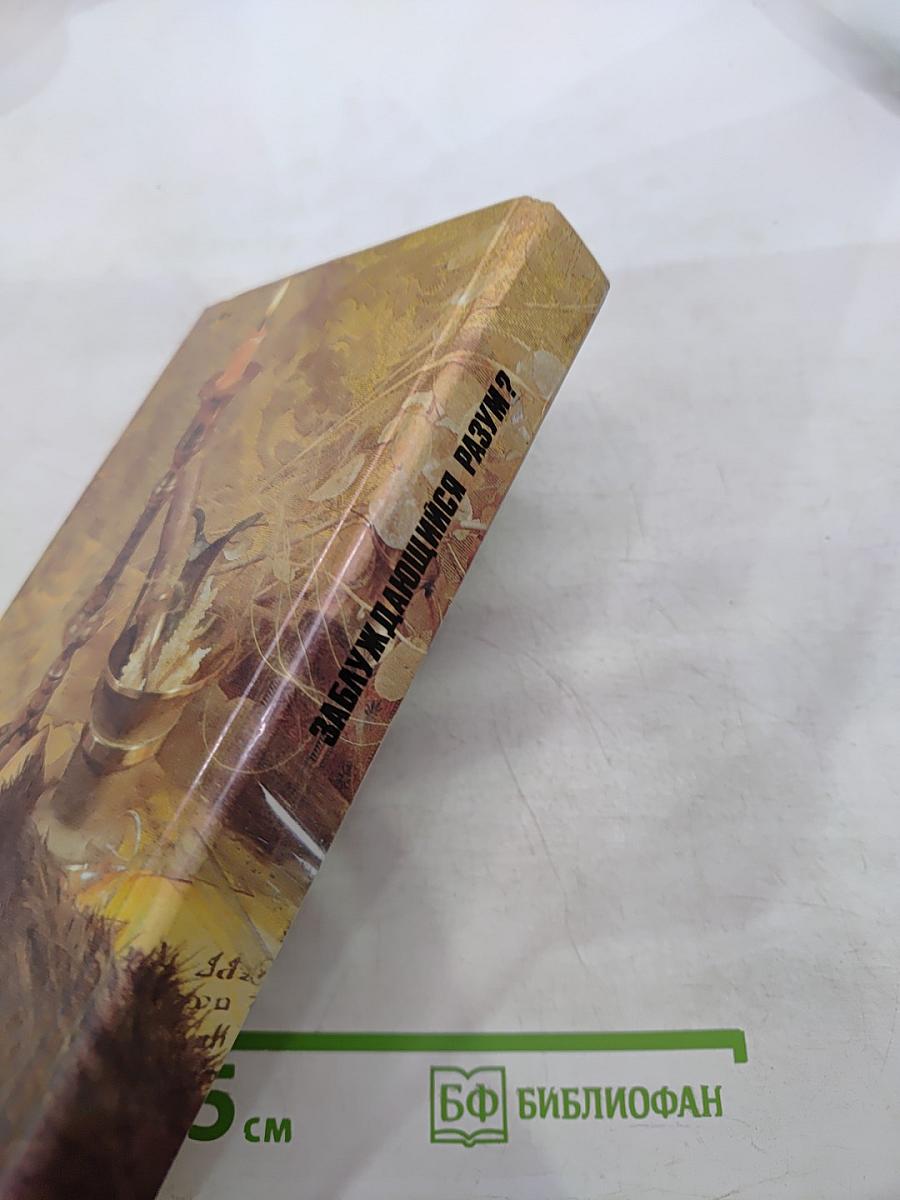 ЗАБЛУЖДАЮЩИЙСЯ РАЗУМ?
5 см
БФ БИБЛИОФАН